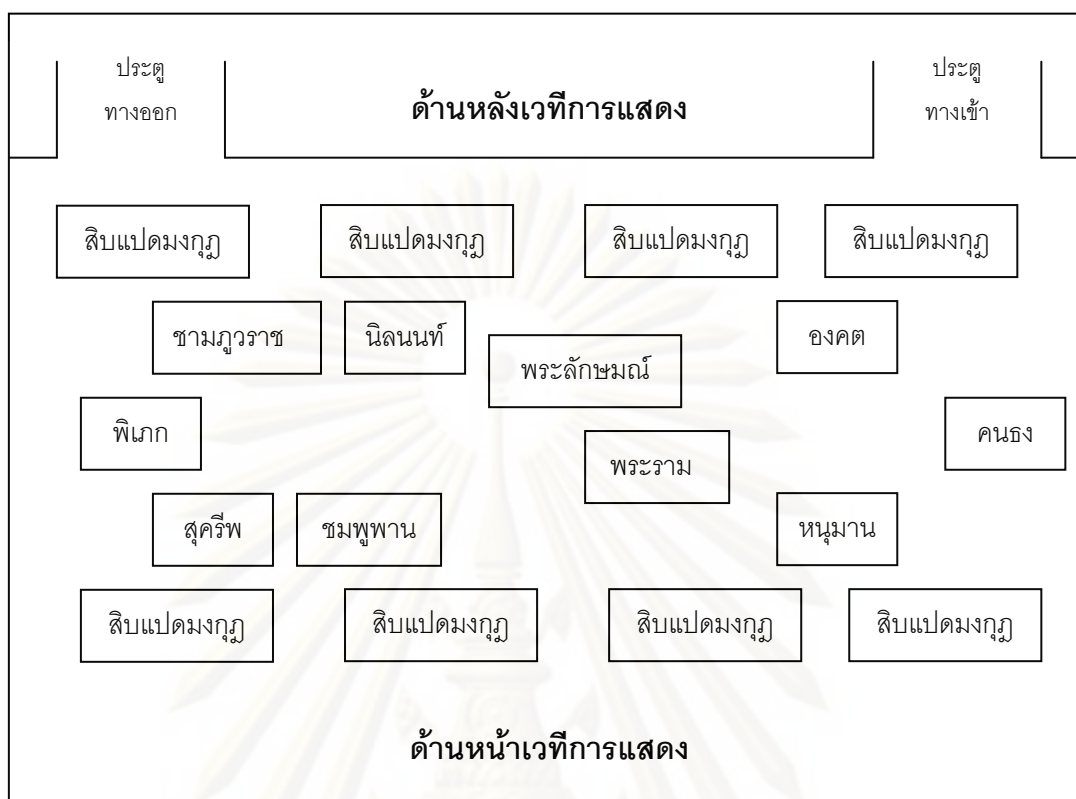 ประตู
ทางออก
ด้านหลังเวทีการแสดง
ประตู
ทางเข้า
สิบแปดมงกุฎ
สิบแปดมงกุฎ
สิบแปดมงกุฎ
สิบแปดมงกุฎ
ชามภูวราช
นิลนนท์
พระลักษมณ์
องคต
พิเภก
พระราม
คนธง
สุครีพ
ชมพูพาน
หนุมาน
สิบแปดมงกุฎ
สิบแปดมงกุฎ
สิบแปดมงกุฎ
สิบแปดมงกุฎ
ด้านหน้าเวทีการแสดง